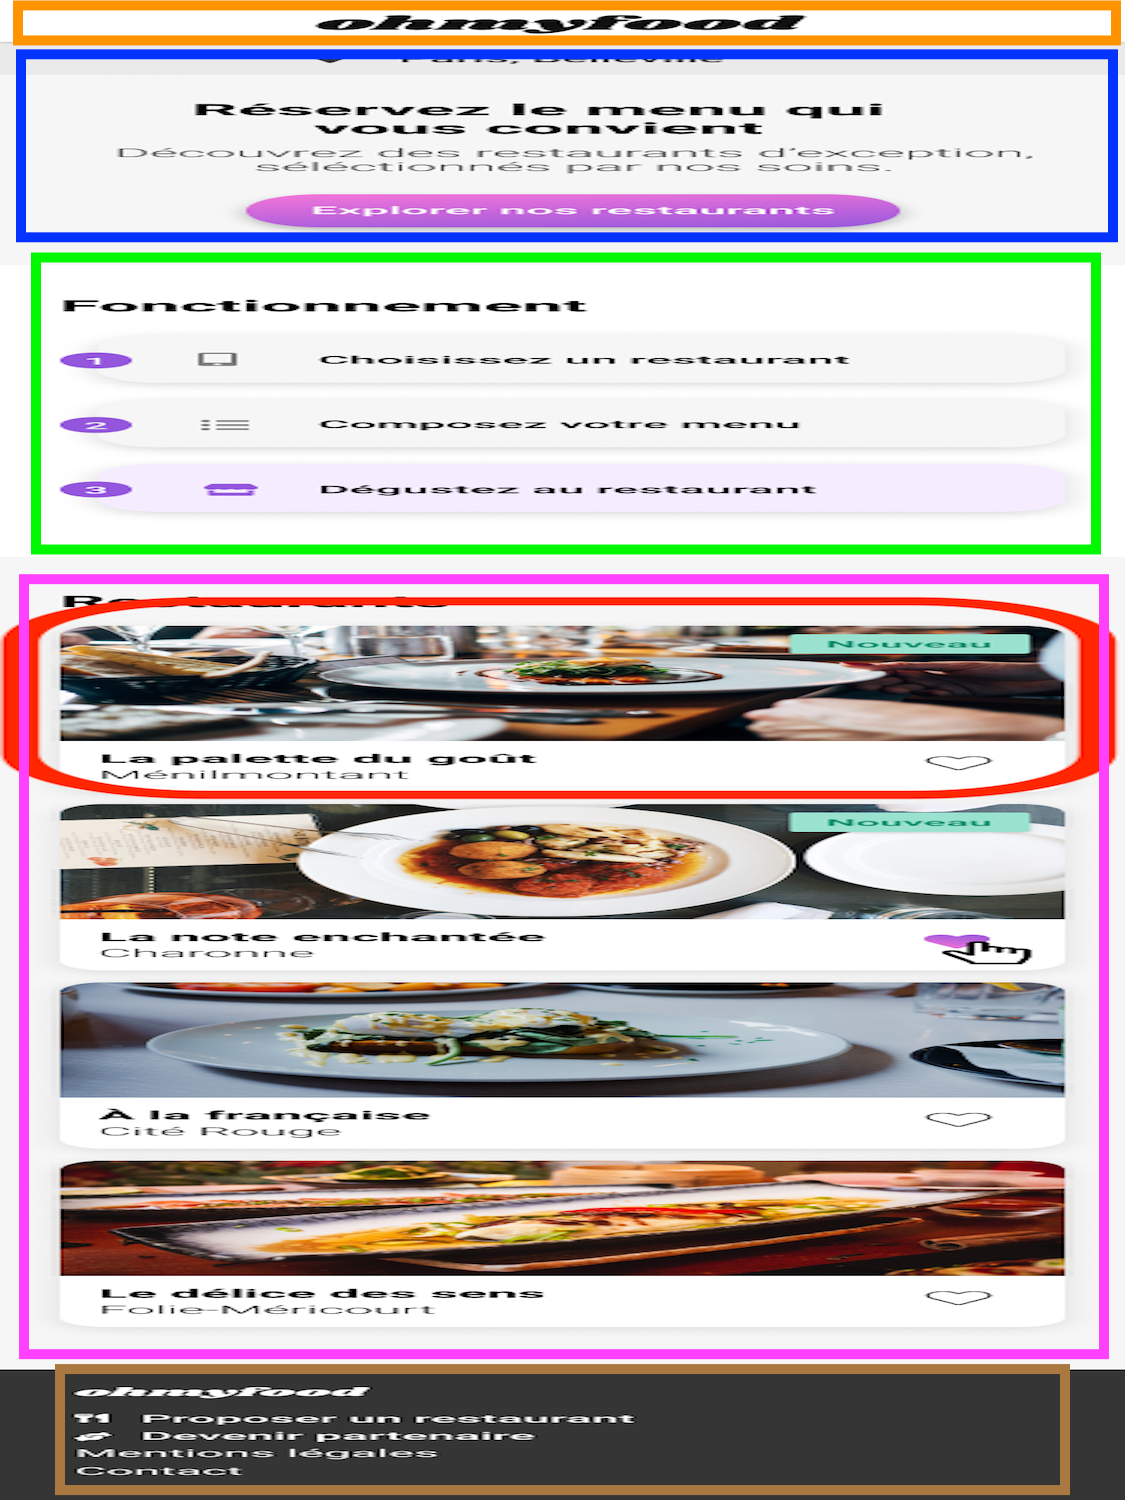 ohmyfood
Paris, Belleville
Réservez le menu qui
vous convient
Découvrez des restaurants d'exception,
séléctionnés par nos soins.
Explorer nos restaurants
Fonctionnement
1 Choisissez un restaurant
2 Composez votre menu
3 Dégustez au restaurant
Restaurants
Nouveau
La palette du goût
Ménilmontant
Nouveau
La note enchantée
Charonne
À la française
Cité Rouge
Le délice des sens
Folie-Méricourt
ohmyfood
Proposer un restaurant
Devenir partenaire
Mentions légales
Contact